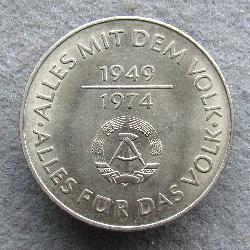 · ALLES MIT DEM VOLK ·
1949
1974
ALLES FÜR DAS VOLK